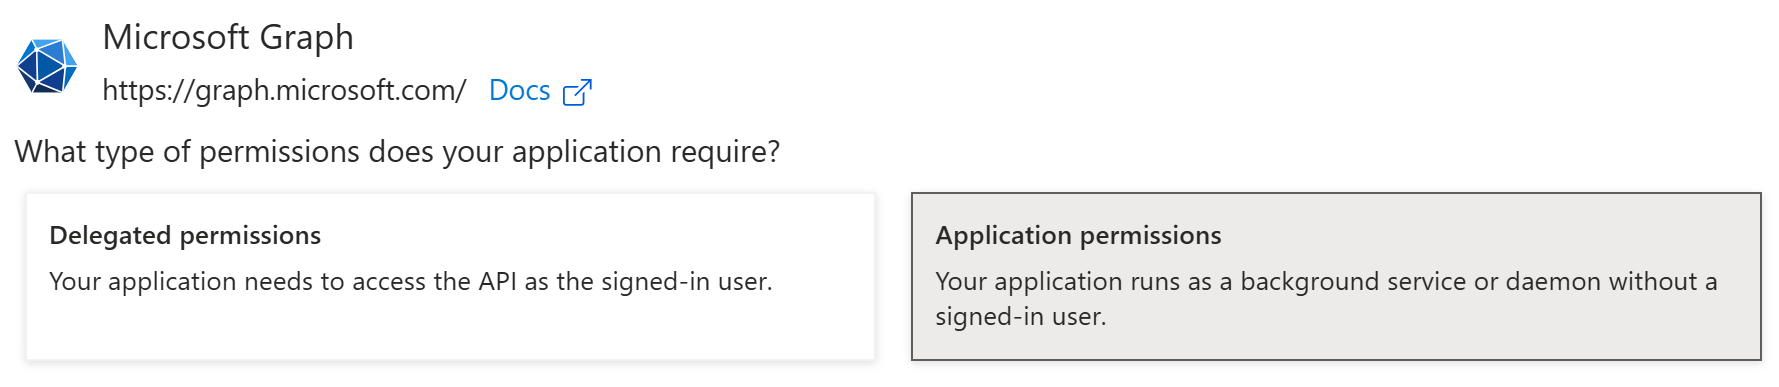 Microsoft Graph
https://graph.microsoft.com/ Docs
What type of permissions does your application require?
Delegated permissions
Your application needs to access the API as the signed-in user.
Application permissions
Your application runs as a background service or daemon without a
signed-in user.